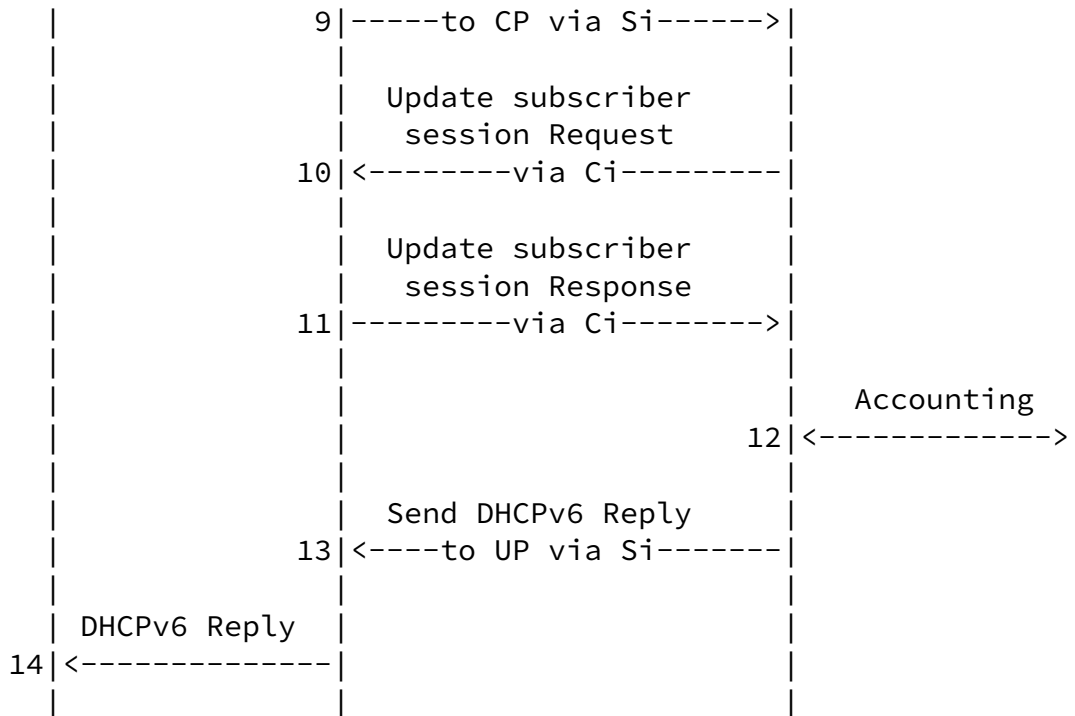 9|-----to CP via Si------>|
Update subscriber
session Request
10|<--------via Ci---------|
Update subscriber
session Response
11|---------via Ci-------->|
Accounting
12|<------------->
Send DHCPv6 Reply
13|<----to UP via Si-------|
DHCPv6 Reply
14|<--------------|